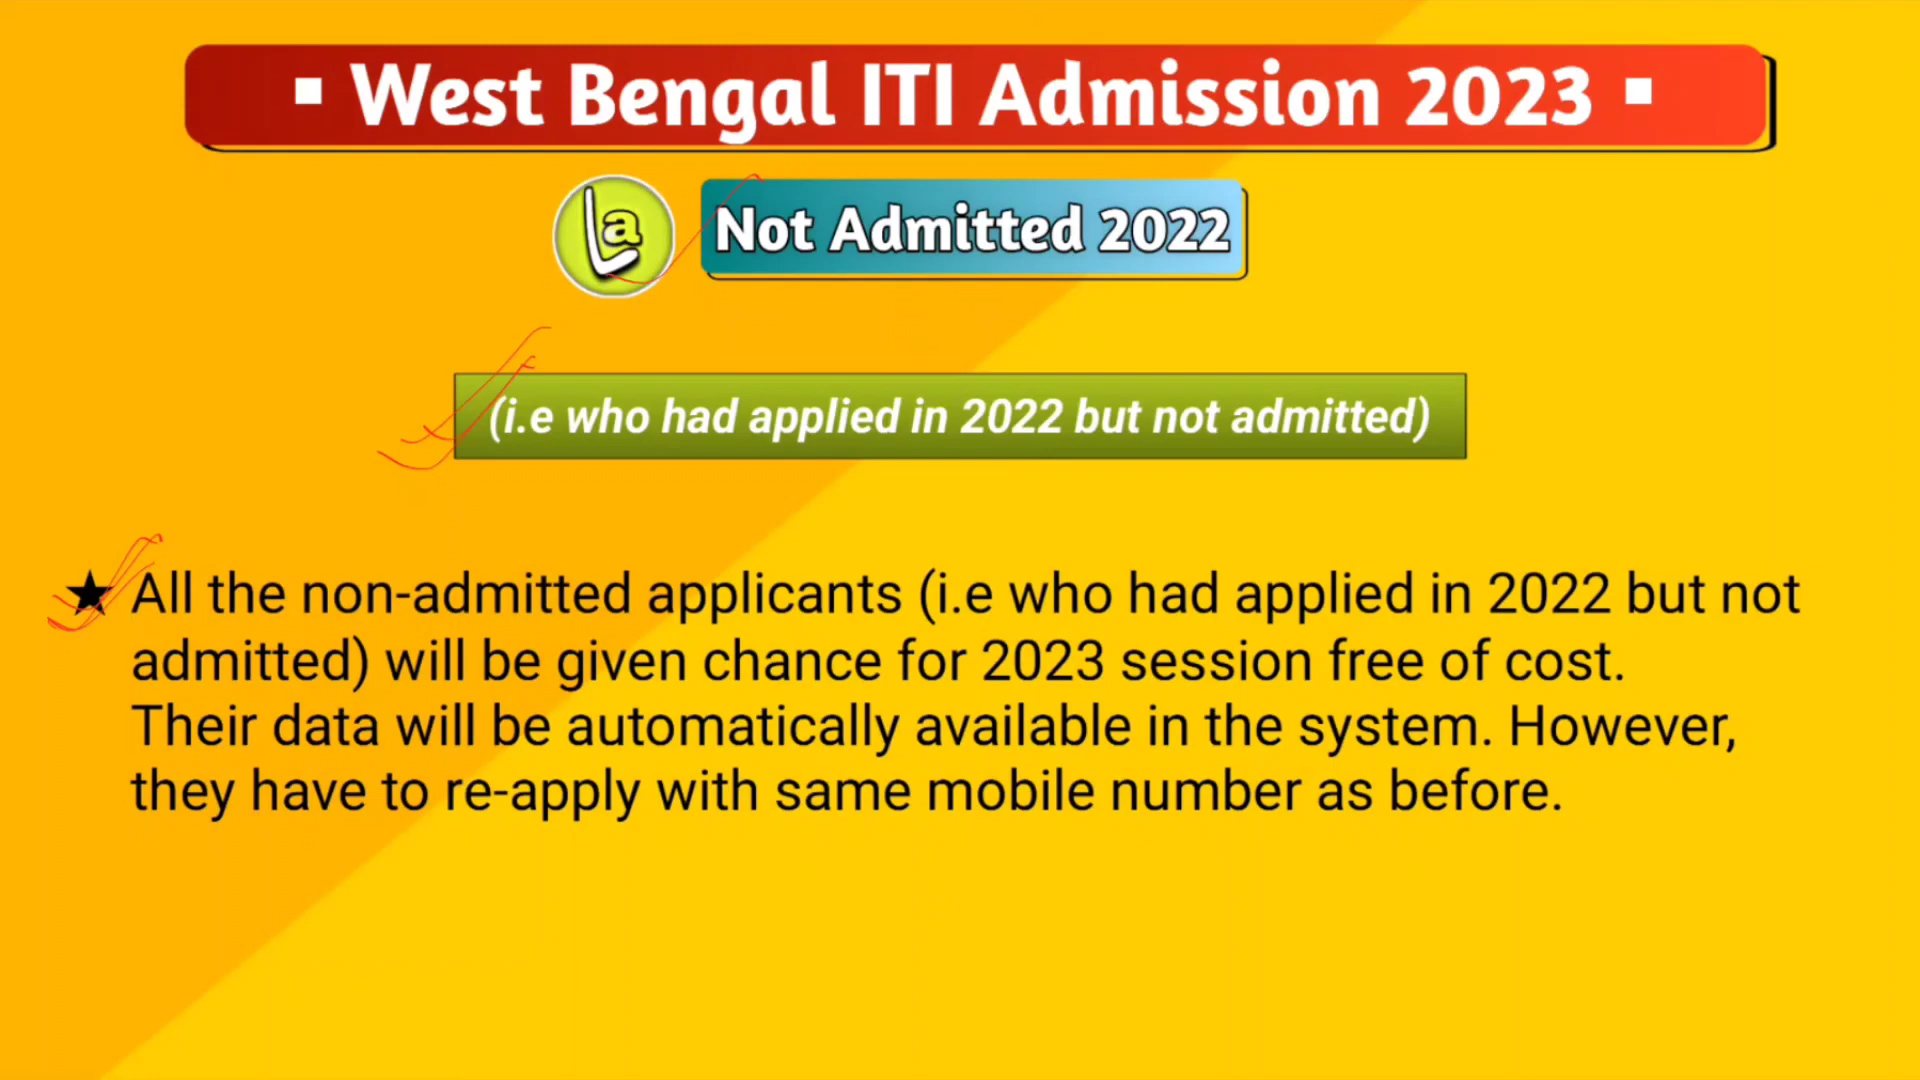 ▪ West Bengal ITI Admission 2023 ▪
La
Not Admitted 2022
(i.e who had applied in 2022 but not admitted)
★ All the non-admitted applicants (i.e who had applied in 2022 but not
admitted) will be given chance for 2023 session free of cost.
Their data will be automatically available in the system. However,
they have to re-apply with same mobile number as before.